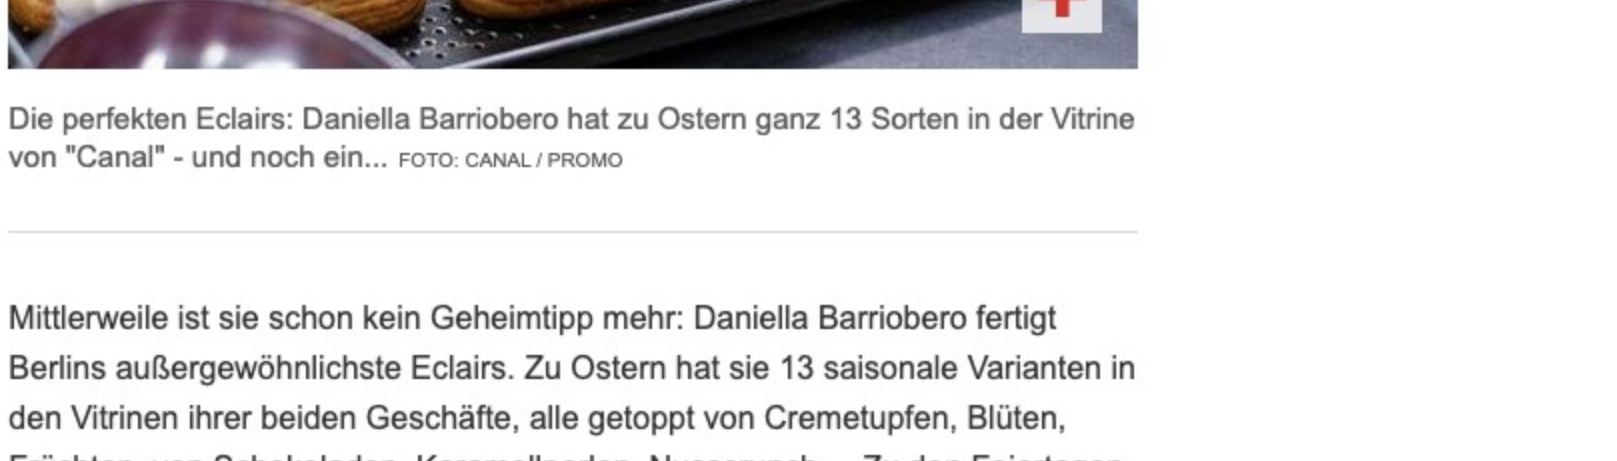 Die perfekten Eclairs: Daniella Barriobero hat zu Ostern ganz 13 Sorten in der Vitrine
von "Canal" - und noch ein... FOTO: CANAL / PROMO
Mittlerweile ist sie schon kein Geheimtipp mehr: Daniella Barriobero fertigt
Berlins außergewöhnlichste Eclairs. Zu Ostern hat sie 13 saisonale Varianten in
den Vitrinen ihrer beiden Geschäfte, alle getoppt von Cremetupfen, Blüten,